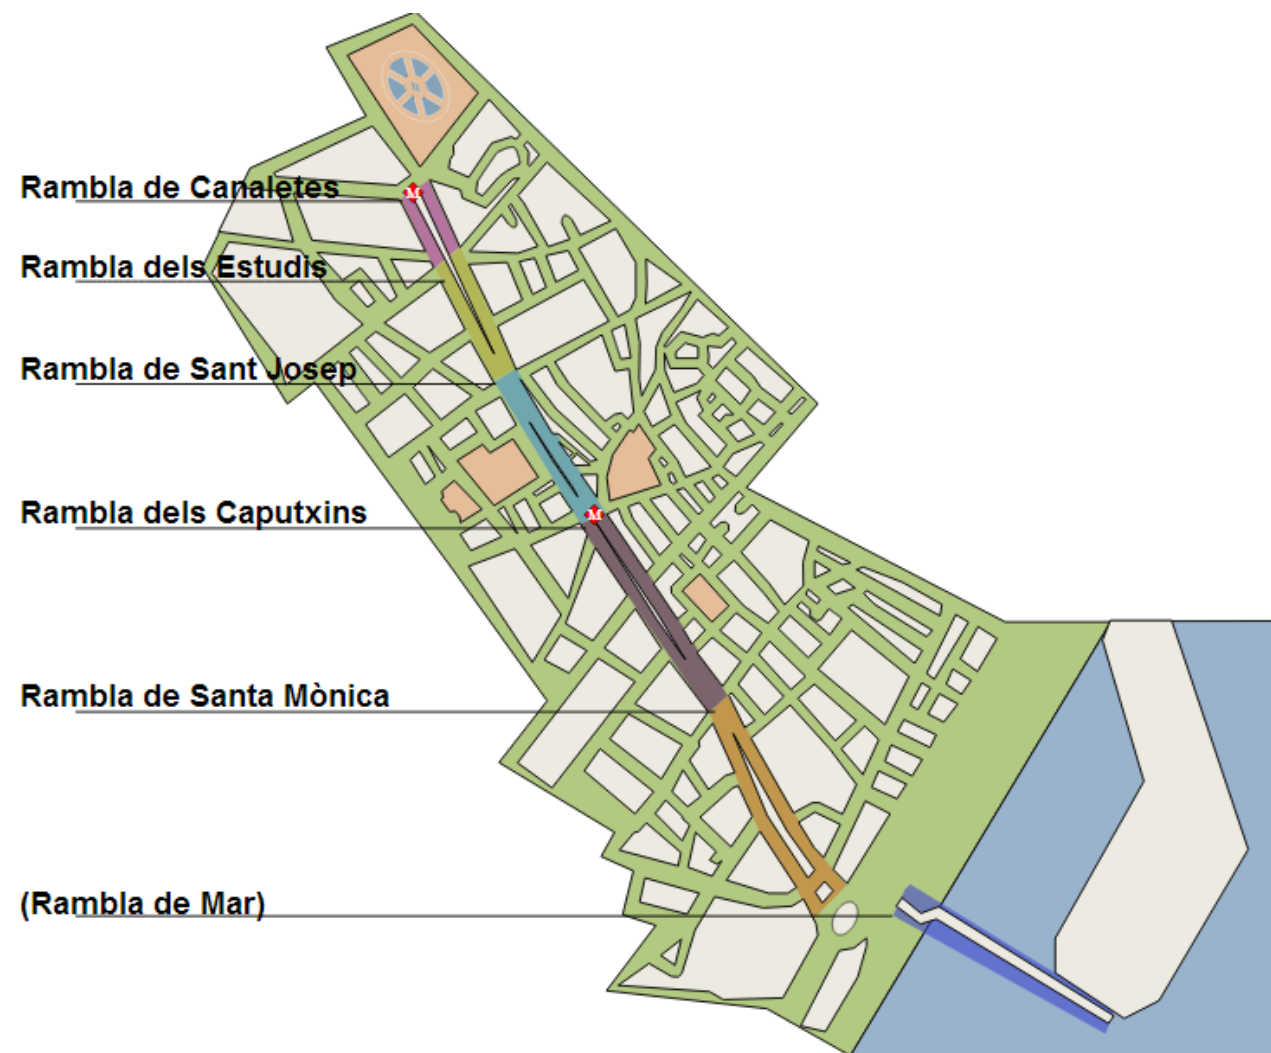 Rambla de Canaletes
M
Rambla dels Estudis
Rambla de Sant Josep
Rambla dels Caputxins
M
Rambla de Santa Mònica
(Rambla de Mar)